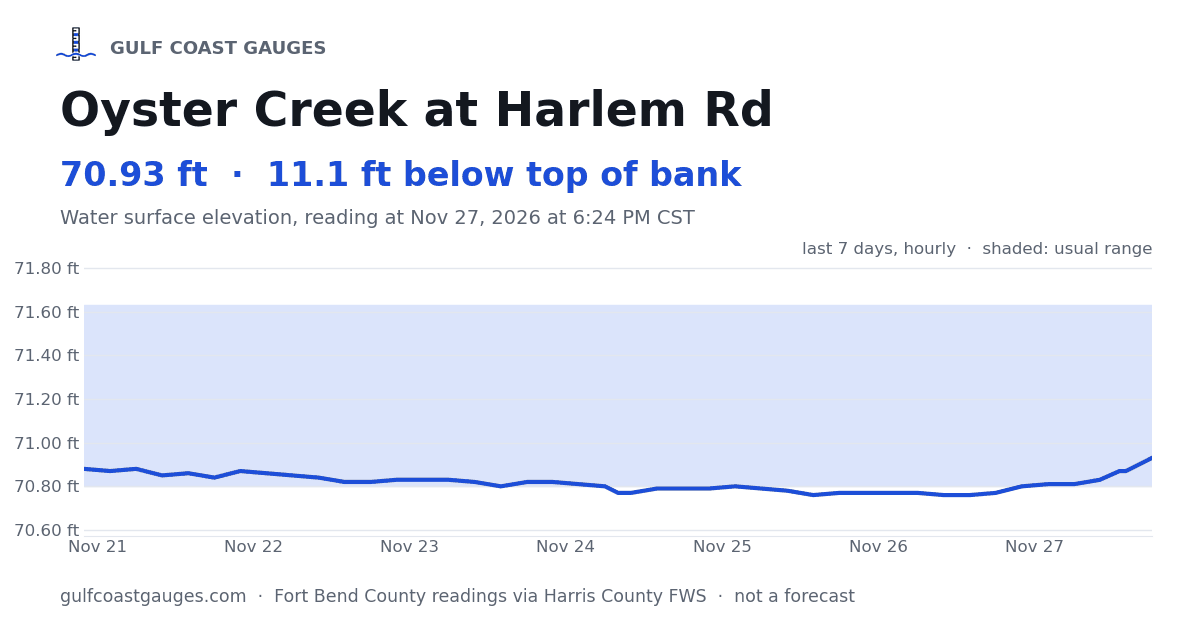 GULF COAST GAUGES
Oyster Creek at Harlem Rd
70.93 ft · 11.1 ft below top of bank
Water surface elevation, reading at Nov 27, 2026 at 6:24 PM CST
last 7 days, hourly · shaded: usual range
71.80 ft
71.60 ft
71.40 ft
71.20 ft
71.00 ft
70.80 ft
70.60 ft
Nov 21 Nov 22 Nov 23 Nov 24 Nov 25 Nov 26 Nov 27
gulfcoastgauges.com · Fort Bend County readings via Harris County FWS · not a forecast